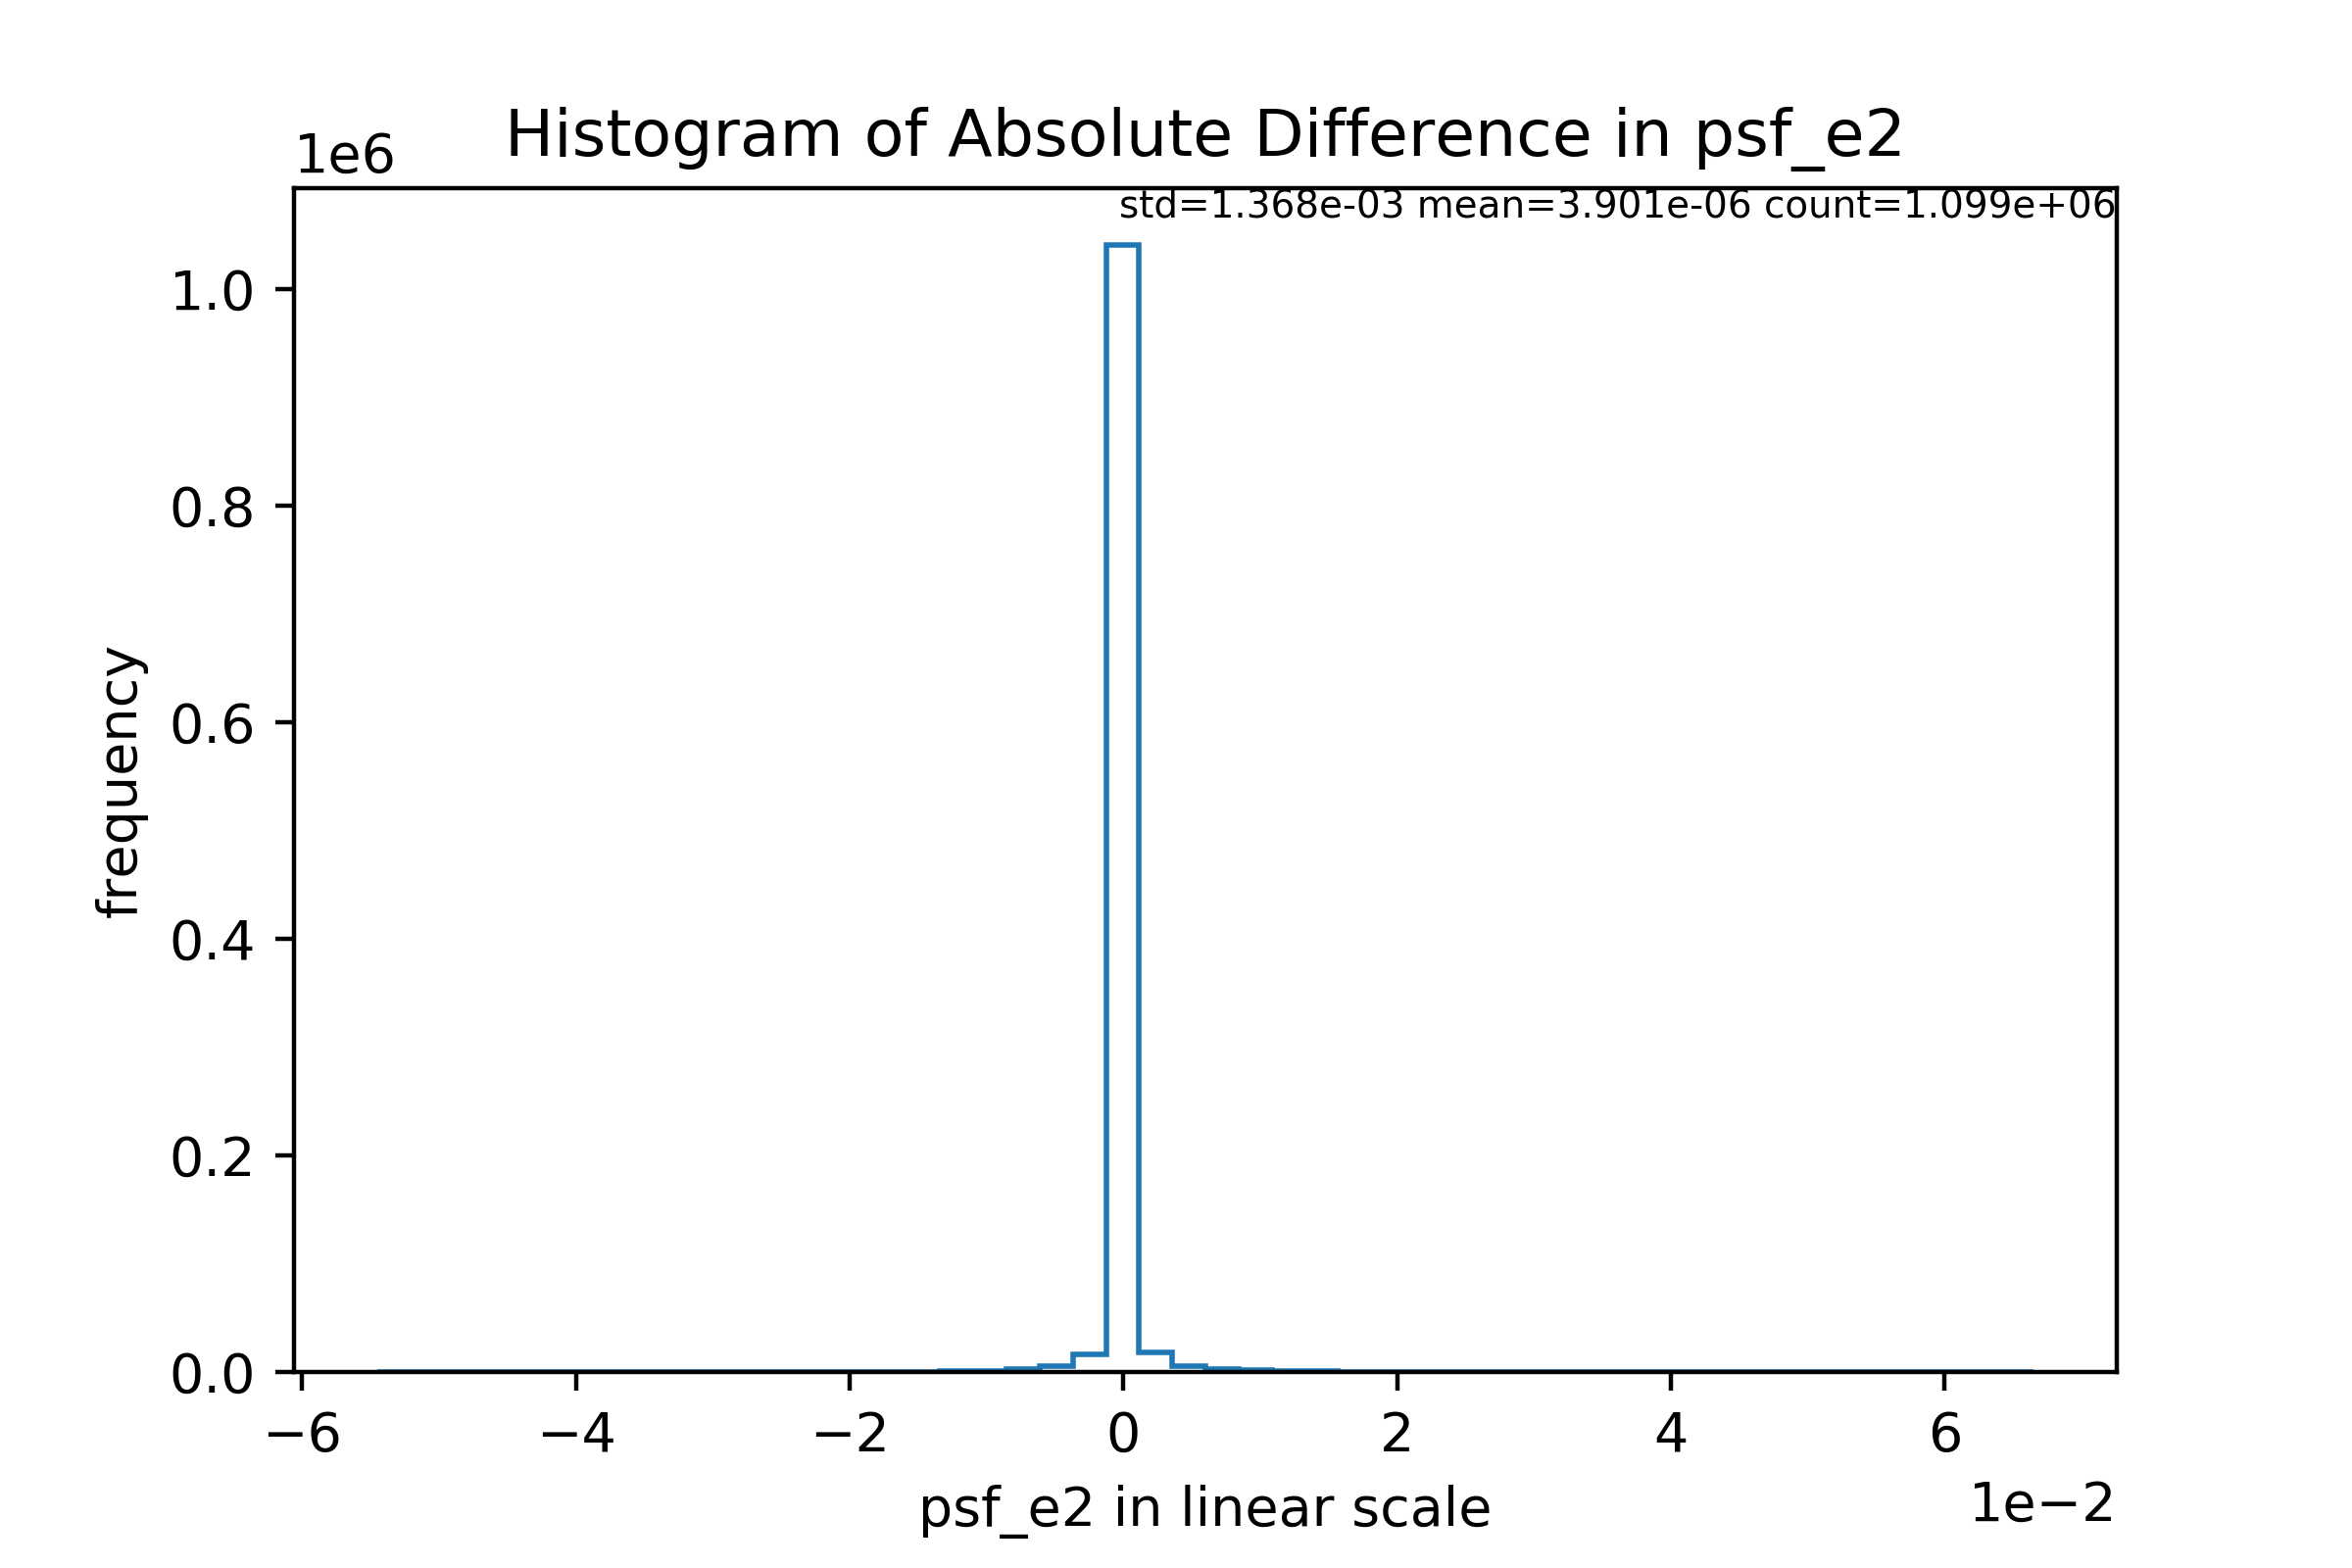 Histogram of Absolute Difference in psf_e2
1e6
std=1.368e-03 mean=3.901e-06 count=1.099e+06
1.0
0.8
0.6
0.4
0.2
0.0
frequency
−6 −4 −2 0 2 4 6
1e−2
psf_e2 in linear scale